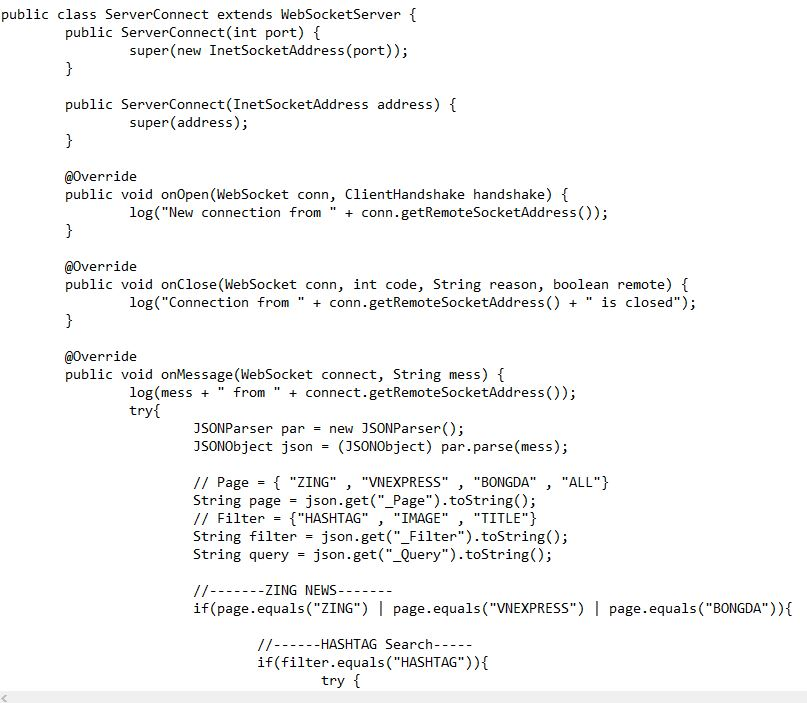 public class ServerConnect extends WebSocketServer {
public ServerConnect(int port) {
super(new InetSocketAddress(port));
}
public ServerConnect(InetSocketAddress address) {
super(address);
}
@Override
public void onOpen(WebSocket conn, ClientHandshake handshake) {
log("New connection from " + conn.getRemoteSocketAddress());
}
@Override
public void onClose(WebSocket conn, int code, String reason, boolean remote) {
log("Connection from " + conn.getRemoteSocketAddress() + " is closed");
}
@Override
public void onMessage(WebSocket connect, String mess) {
log(mess + " from " + connect.getRemoteSocketAddress());
try{
JSONParser par = new JSONParser();
JSONObject json = (JSONObject) par.parse(mess);
// Page = { "ZING" , "VNEXPRESS" , "BONGDA" , "ALL"}
String page = json.get("_Page").toString();
// Filter = {"HASHTAG" , "IMAGE" , "TITLE"}
String filter = json.get("_Filter").toString();
String query = json.get("_Query").toString();
//-------ZING NEWS-------
if(page.equals("ZING") | page.equals("VNEXPRESS") | page.equals("BONGDA")){
//------HASHTAG Search-----
if(filter.equals("HASHTAG")){
try {